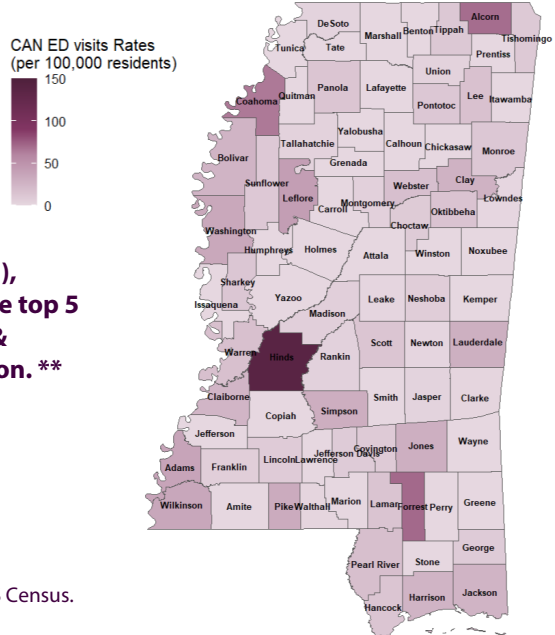 CAN ED visits Rates
(per 100,000 residents)
150
100
50
0
),
e top 5
&
on. **
Census.
DeSoto
Marshall
Benton
Tippah
Alcorn
Tishomingo
Tunica
Tate
Prentiss
Union
Coahoma
Quitman
Panola
Lafayette
Pontotoc
Lee
Itawamba
Yalobusha
Tallahatchie
Calhoun
Chickasaw
Monroe
Bolivar
Grenada
Sunflower
Leflore
Webster
Clay
Carroll
Montgomery
Lowndes
Oktibbeha
Choctaw
Washington
Humphreys
Holmes
Attala
Winston
Noxubee
Sharkey
Issaquena
Yazoo
Leake
Neshoba
Kemper
Madison
Warren
Hinds
Rankin
Scott
Newton
Lauderdale
Claiborne
Copiah
Simpson
Smith
Jasper
Clarke
Jefferson
Adams
Franklin
Lincoln
Lawrence
Jefferson Davis
Covington
Jones
Wayne
Wilkinson
Amite
Pike
Walthall
Marion
Lamar
Forrest
Perry
Greene
Pearl River
Stone
George
Hancock
Harrison
Jackson